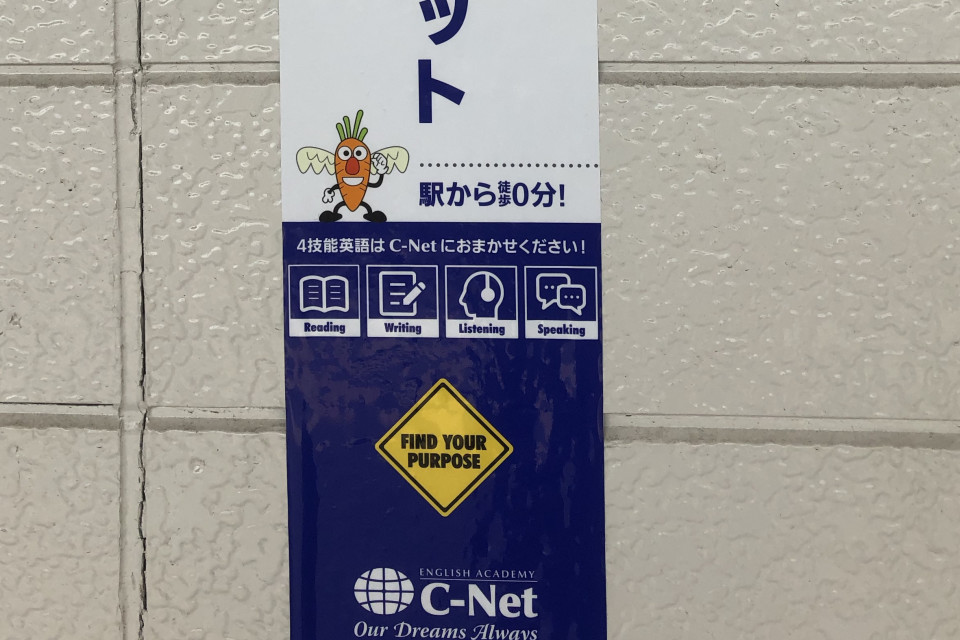 ット
駅から徒歩0分!
4技能英語は C-Net におまかせください!
Reading
Writing
Listening
Speaking
FIND YOUR
PURPOSE
ENGLISH ACADEMY
C-Net
Our Dreams Always